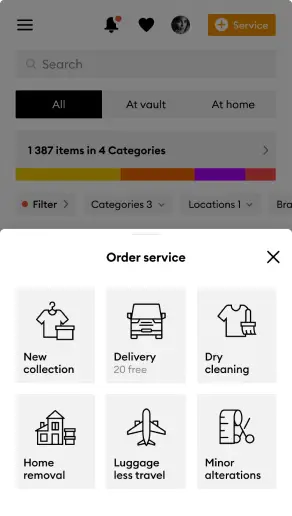 Service
Search
All
At vault
At home
1 387 items in 4 Categories
Filter
Categories 3
Locations 1
Bra
Order service
New
collection
Delivery
20 free
Dry
cleaning
Home
removal
Luggage
less travel
Minor
alterations